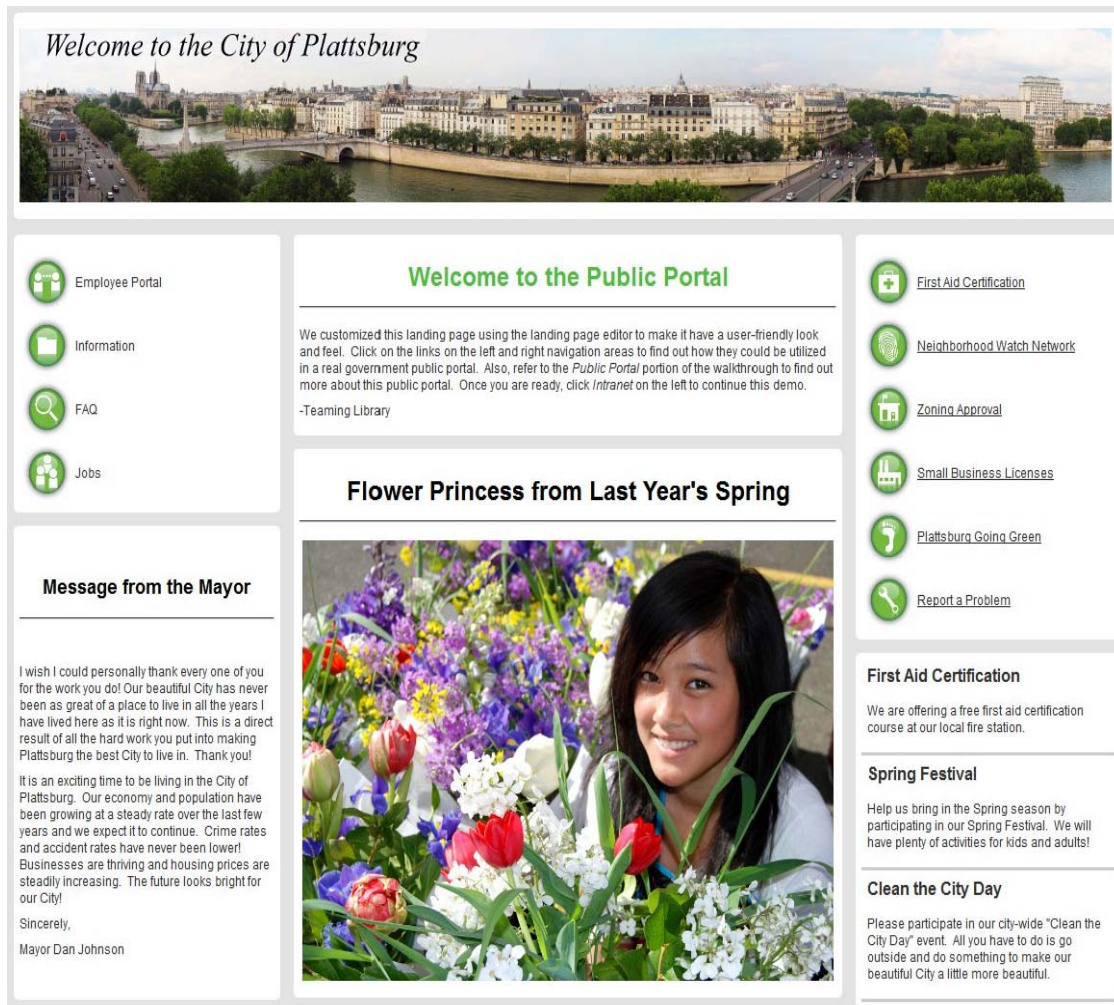 Welcome to the City of Plattsburg
Employee Portal
Information
FAQ
Jobs
Message from the Mayor
I wish I could personally thank every one of you
for the work you do! Our beautiful City has never
been as great of a place to live in all the years I
have lived here as it is right now. This is a direct
result of all the hard work you put into making
Plattsburg the best City to live in. Thank you!
It is an exciting time to be living in the City of
Plattsburg. Our economy and population have
been growing at a steady rate over the last few
years and we expect it to continue. Crime rates
and accident rates have never been lower!
Businesses are thriving and housing prices are
steadily increasing. The future looks bright for
our City!
Sincerely,
Mayor Dan Johnson
Welcome to the Public Portal
We customized this landing page using the landing page editor to make it have a user-friendly look
and feel. Click on the links on the left and right navigation areas to find out how they could be utilized
in a real government public portal. Also, refer to the Public Portal portion of the walkthrough to find out
more about this public portal. Once you are ready, click Intranet on the left to continue this demo.
-Teaming Library
Flower Princess from Last Year's Spring
First Aid Certification
Neighborhood Watch Network
Zoning Approval
Small Business Licenses
Plattsburg Going Green
Report a Problem
First Aid Certification
We are offering a free first aid certification
course at our local fire station.
Spring Festival
Help us bring in the Spring season by
participating in our Spring Festival. We will
have plenty of activities for kids and adults!
Clean the City Day
Please participate in our city-wide "Clean the
City Day" event. All you have to do is go
outside and do something to make our
beautiful City a little more beautiful.